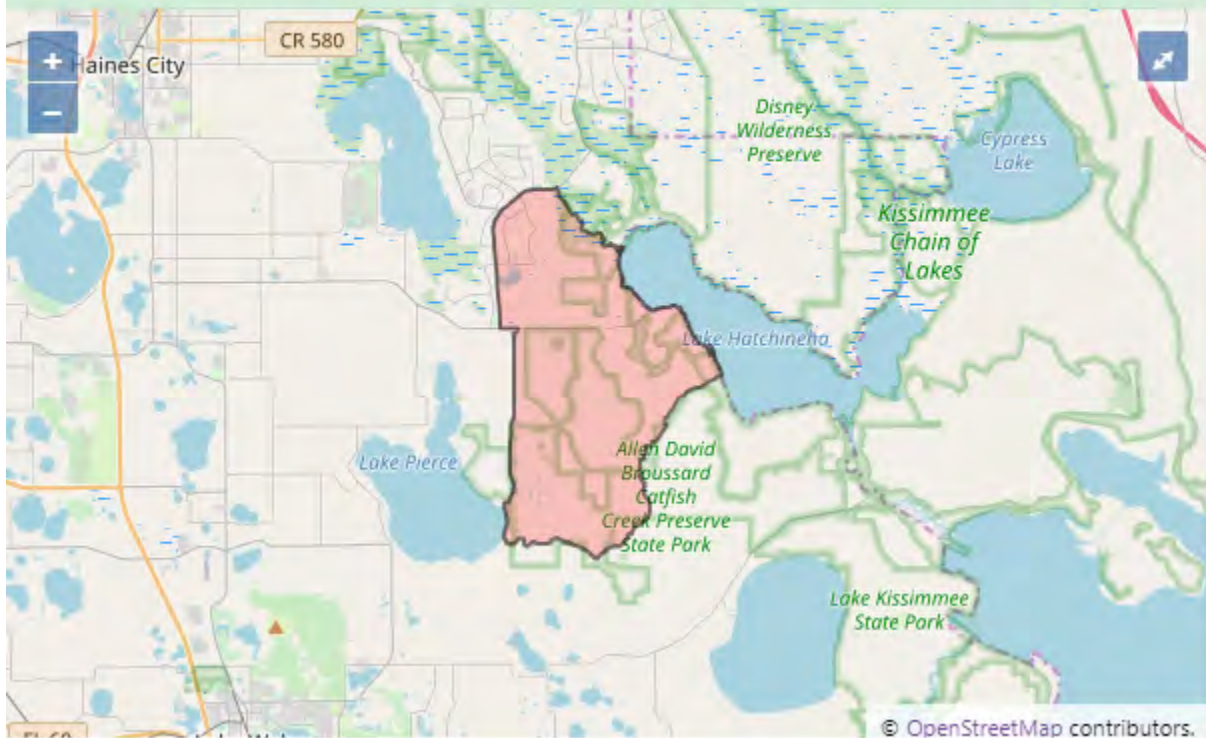 CR 580
+
Haines City
−
Disney
Wilderness
Preserve
Cypress
Lake
Kissimmee
Chain of
Lakes
Lake Hatchineha
Lake Pierce
Allen David
Broussard
Catfish
Creek Preserve
State Park
Lake Kissimmee
State Park
© OpenStreetMap contributors.